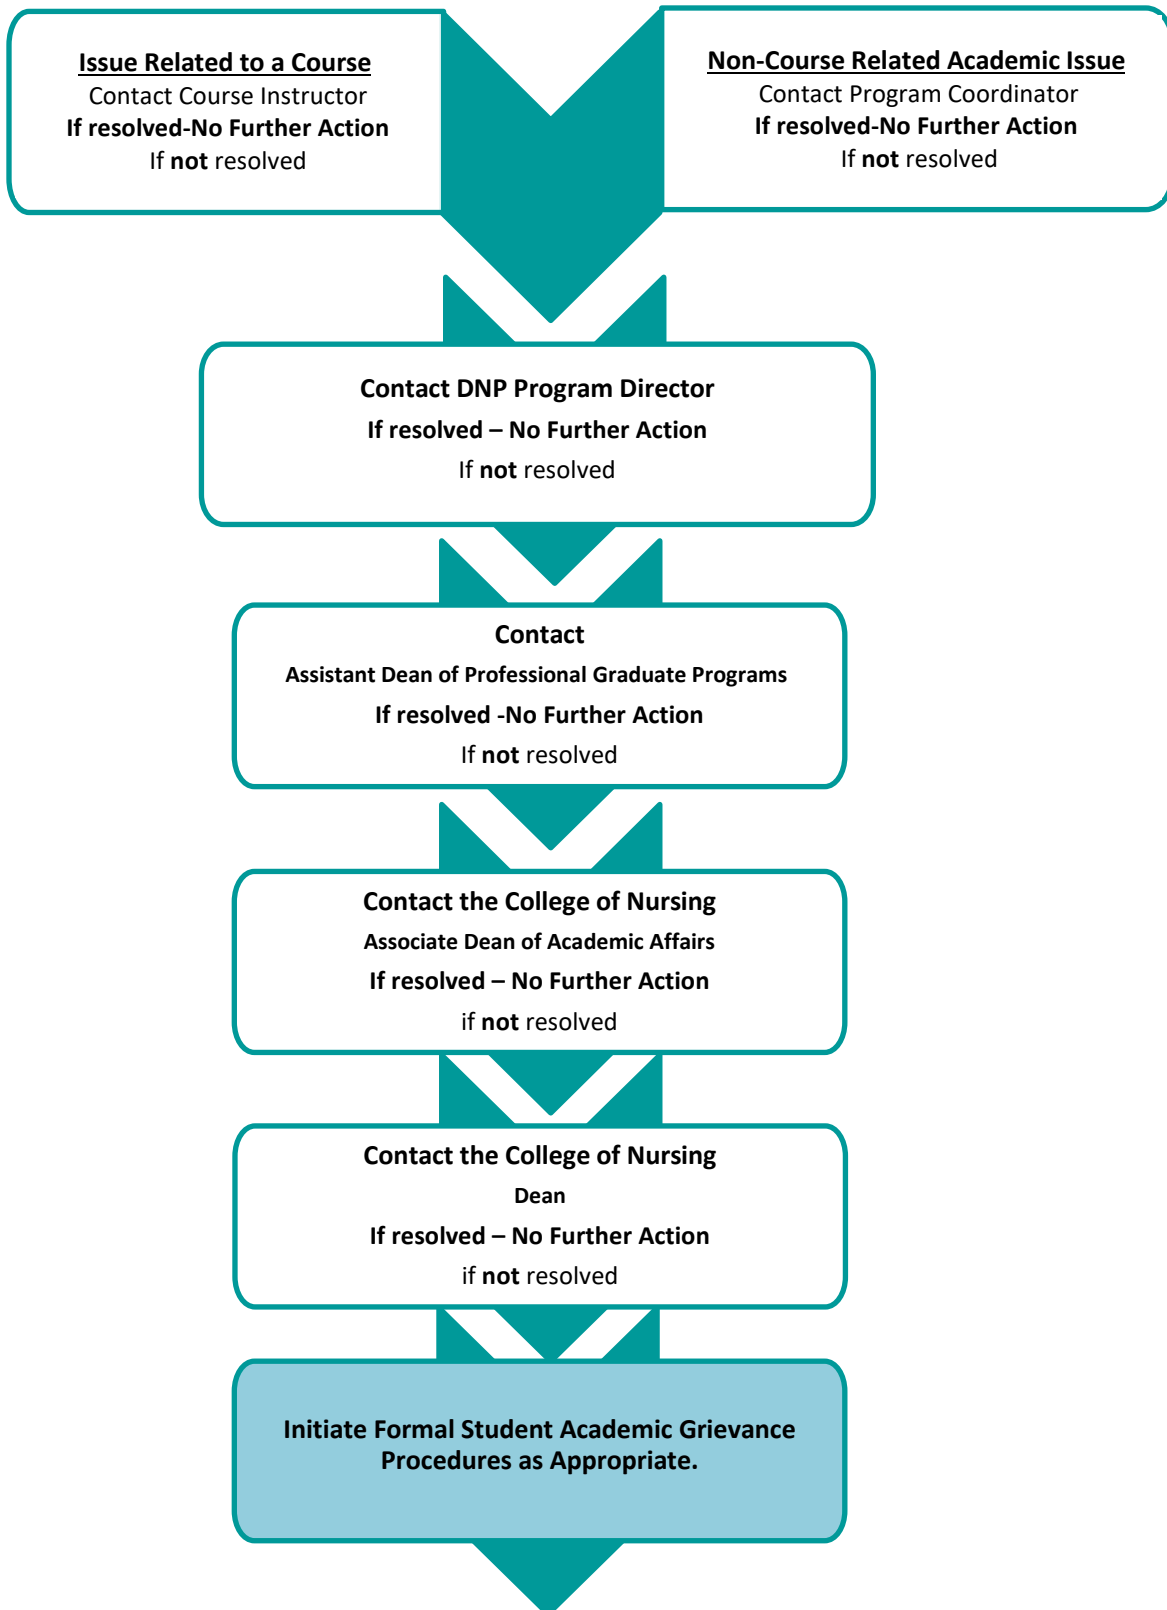 Issue Related to a Course
Contact Course Instructor
If resolved-No Further Action
If not resolved
Non-Course Related Academic Issue
Contact Program Coordinator
If resolved-No Further Action
If not resolved
Contact DNP Program Director
If resolved – No Further Action
If not resolved
Contact
Assistant Dean of Professional Graduate Programs
If resolved -No Further Action
If not resolved
Contact the College of Nursing
Associate Dean of Academic Affairs
If resolved – No Further Action
if not resolved
Contact the College of Nursing
Dean
If resolved – No Further Action
if not resolved
Initiate Formal Student Academic Grievance
Procedures as Appropriate.